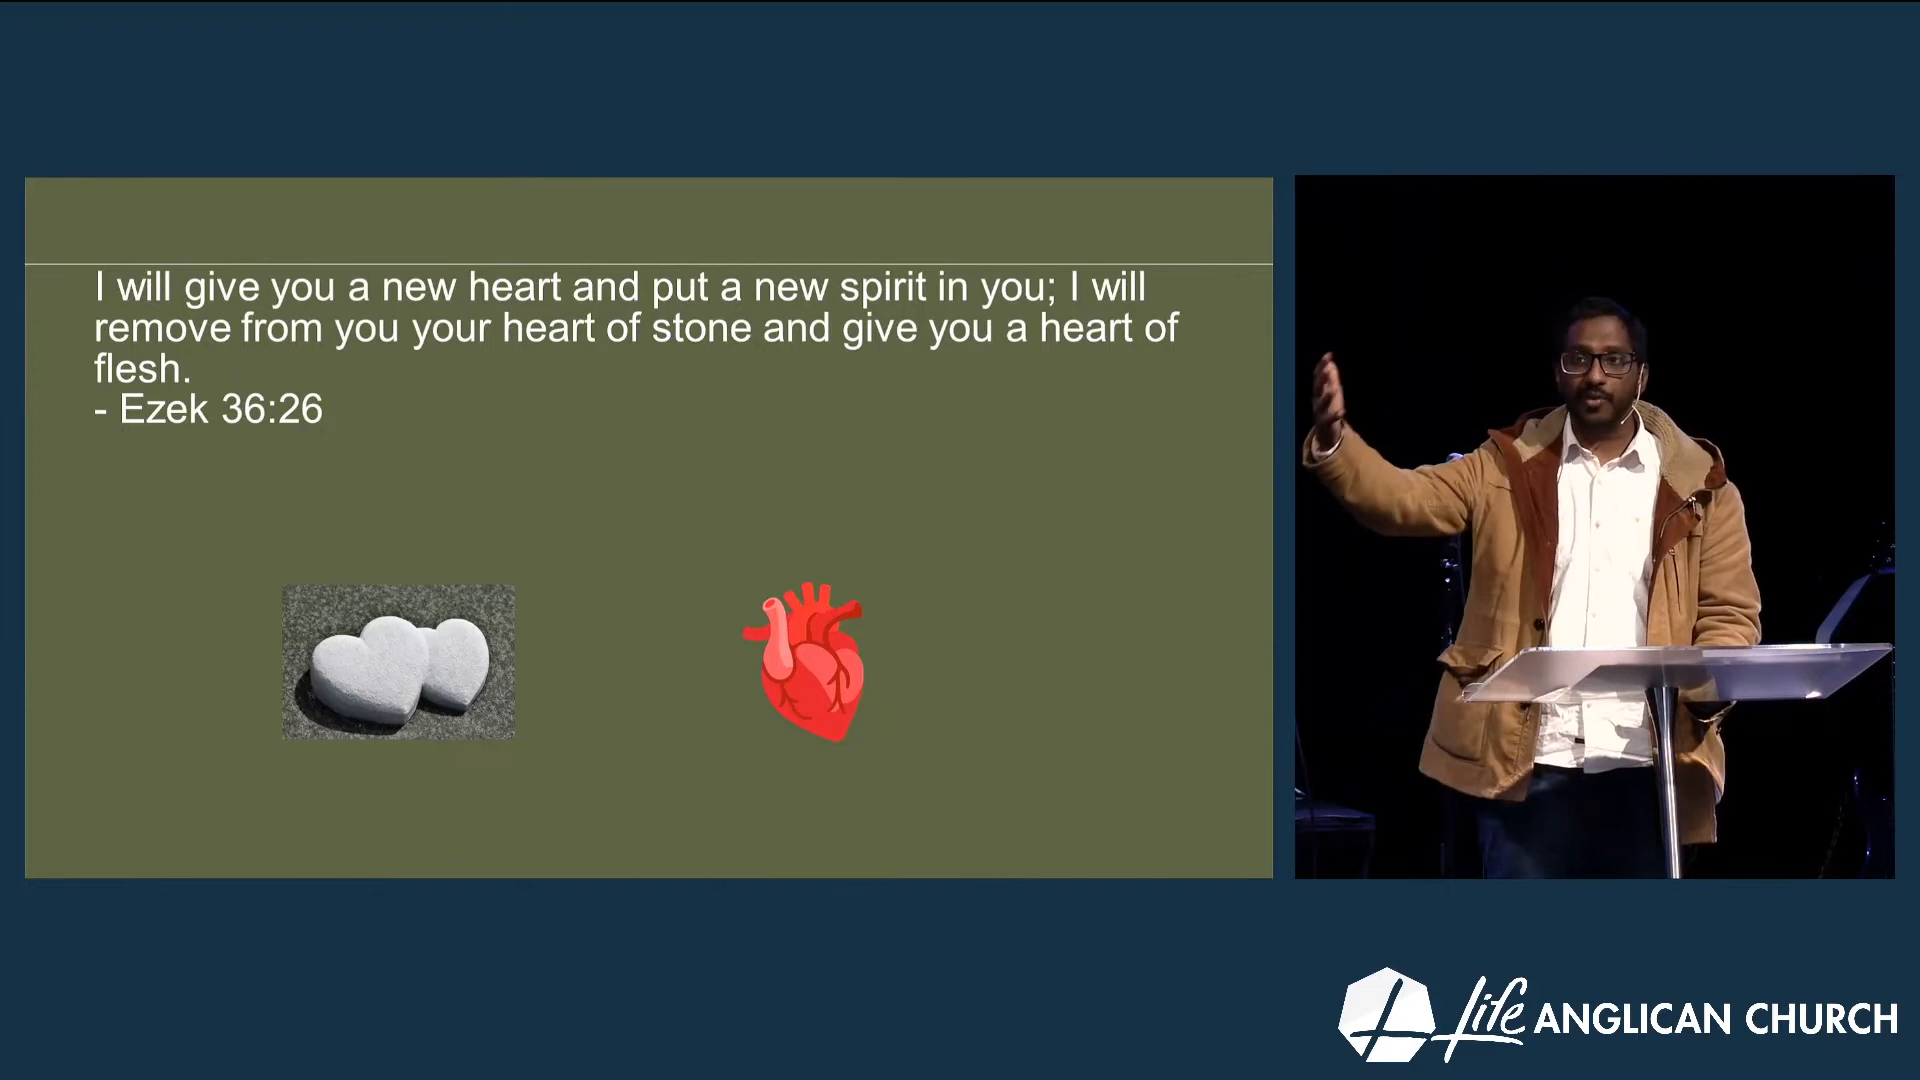 I will give you a new heart and put a new spirit in you; I will
remove from you your heart of stone and give you a heart of
flesh.
- Ezek 36:26
Life ANGLICAN CHURCH